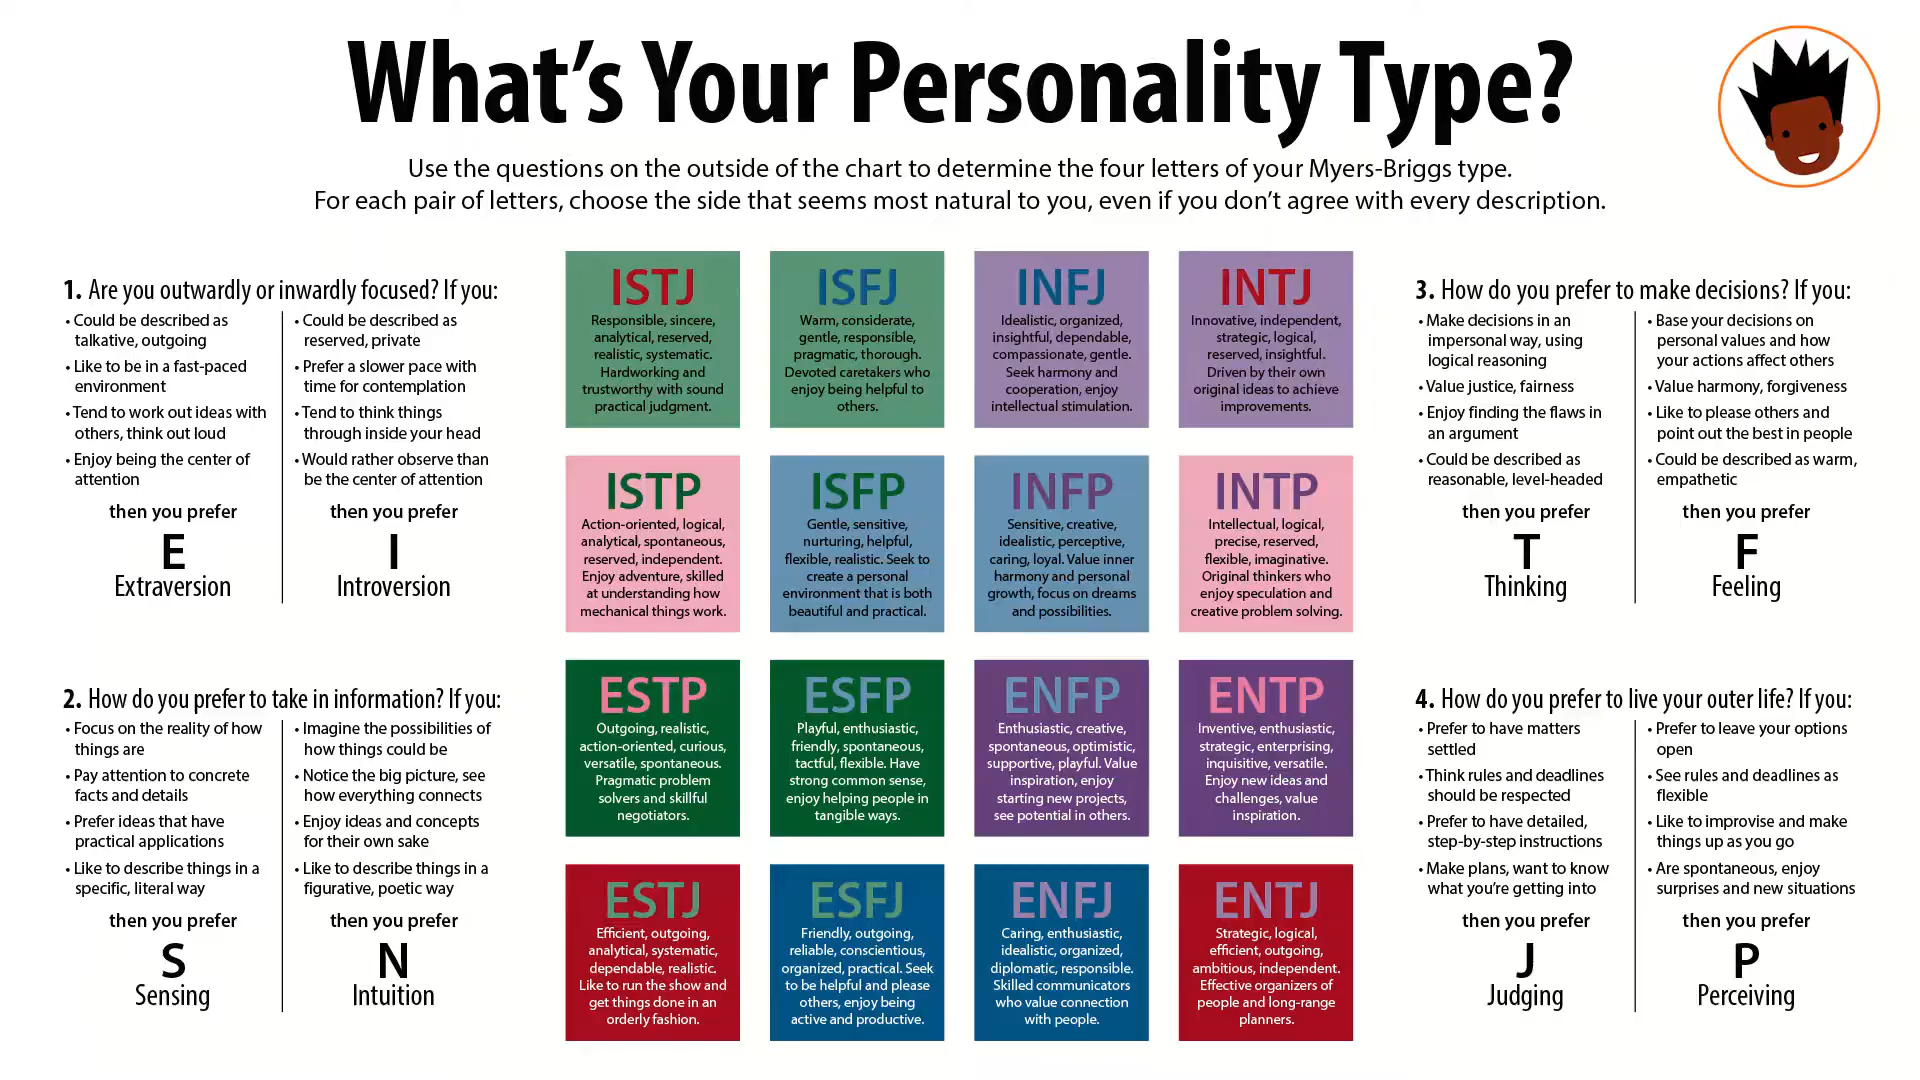 What's Your Personality Type?
Use the questions on the outside of the chart to determine the four letters of your Myers-Briggs type.
For each pair of letters, choose the side that seems most natural to you, even if you don't agree with every description.
1. Are you outwardly or inwardly focused? If you:
• Could be described as
talkative, outgoing
• Like to be in a fast-paced
environment
• Tend to work out ideas with
others, think out loud
• Enjoy being the center of
attention
then you prefer
E
Extraversion
• Could be described as
reserved, private
• Prefer a slower pace with
time for contemplation
• Tend to think things
through inside your head
• Would rather observe than
be the center of attention
then you prefer
I
Introversion
2. How do you prefer to take in information? If you:
• Focus on the reality of how
things are
• Pay attention to concrete
facts and details
• Prefer ideas that have
practical applications
• Like to describe things in a
specific, literal way
then you prefer
S
Sensing
• Imagine the possibilities of
how things could be
• Notice the big picture, see
how everything connects
• Enjoy ideas and concepts
for their own sake
• Like to describe things in a
figurative, poetic way
then you prefer
N
Intuition
ISTJ
Responsible, sincere,
analytical, reserved,
realistic, systematic.
Hardworking and
trustworthy with sound
practical judgment.
ISFJ
Warm, considerate,
gentle, responsible,
pragmatic, thorough.
Devoted caretakers who
enjoy being helpful to
others.
INFJ
Idealistic, organized,
insightful, dependable,
compassionate, gentle.
Seek harmony and
cooperation, enjoy
intellectual stimulation.
INTJ
Innovative, independent,
strategic, logical,
reserved, insightful.
Driven by their own
original ideas to achieve
improvements.
ISTP
Action-oriented, logical,
analytical, spontaneous,
reserved, independent.
Enjoy adventure, skilled
at understanding how
mechanical things work.
ISFP
Gentle, sensitive,
nurturing, helpful,
flexible, realistic. Seek to
create a personal
environment that is both
beautiful and practical.
INFP
Sensitive, creative,
idealistic, perceptive,
caring, loyal. Value inner
harmony and personal
growth, focus on dreams
and possibilities.
INTP
Intellectual, logical,
precise, reserved,
flexible, imaginative.
Original thinkers who
enjoy speculation and
creative problem solving.
ESTP
Outgoing, realistic,
action-oriented, curious,
versatile, spontaneous.
Pragmatic problem
solvers and skillful
negotiators.
ESFP
Playful, enthusiastic,
friendly, spontaneous,
tactful, flexible. Have
strong common sense,
enjoy helping people in
tangible ways.
ENFP
Enthusiastic, creative,
spontaneous, optimistic,
supportive, playful. Value
inspiration, enjoy
starting new projects,
see potential in others.
ENTP
Inventive, enthusiastic,
strategic, enterprising,
inquisitive, versatile.
Enjoy new ideas and
challenges, value
inspiration.
ESTJ
Efficient, outgoing,
analytical, systematic,
dependable, realistic.
Like to run the show and
get things done in an
orderly fashion.
ESFJ
Friendly, outgoing,
reliable, conscientious,
organized, practical. Seek
to be helpful and please
others, enjoy being
active and productive.
ENFJ
Caring, enthusiastic,
idealistic, organized,
diplomatic, responsible.
Skilled communicators
who value connection
with people.
ENTJ
Strategic, logical,
efficient, outgoing,
ambitious, independent.
Effective organizers of
people and long-range
planners.
3. How do you prefer to make decisions? If you:
• Make decisions in an
impersonal way, using
logical reasoning
• Value justice, fairness
• Enjoy finding the flaws in
an argument
• Could be described as
reasonable, level-headed
then you prefer
T
Thinking
• Base your decisions on
personal values and how
your actions affect others
• Value harmony, forgiveness
• Like to please others and
point out the best in people
• Could be described as warm,
empathetic
then you prefer
F
Feeling
4. How do you prefer to live your outer life? If you:
• Prefer to have matters
settled
• Think rules and deadlines
should be respected
• Prefer to have detailed,
step-by-step instructions
• Make plans, want to know
what you're getting into
then you prefer
J
Judging
• Prefer to leave your options
open
• See rules and deadlines as
flexible
• Like to improvise and make
things up as you go
• Are spontaneous, enjoy
surprises and new situations
then you prefer
P
Perceiving